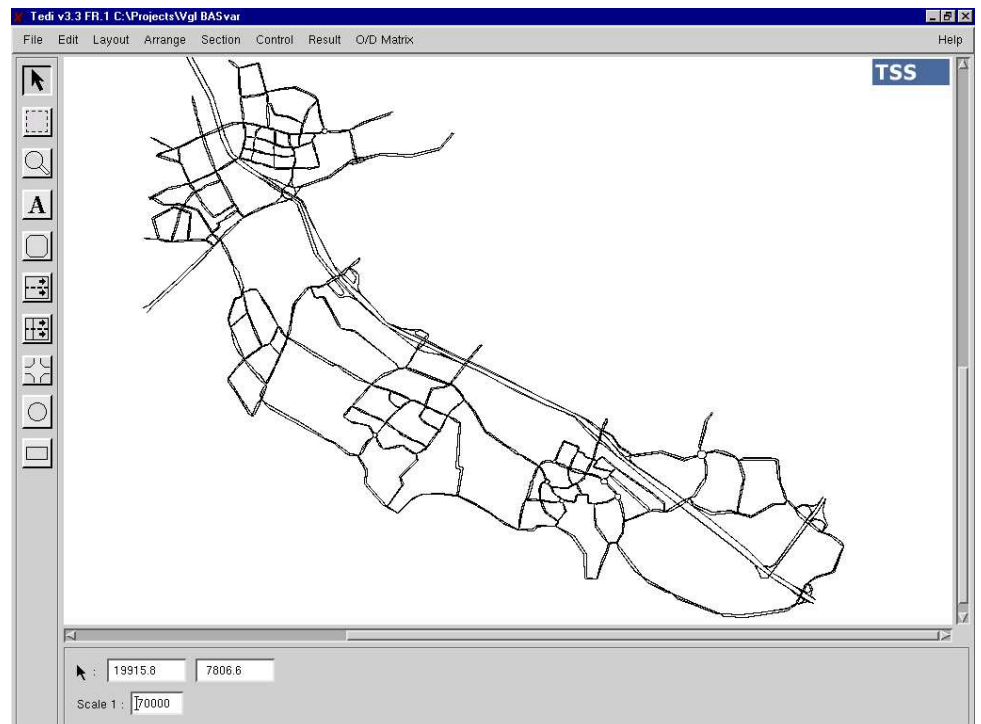 Tedi v3.3 FR.1 C:\Projects\Vgl BASvar
File Edit Layout Arrange Section Control Result O/D Matrix Help
TSS
A
: 19915.8 7806.6
Scale 1 : 70000